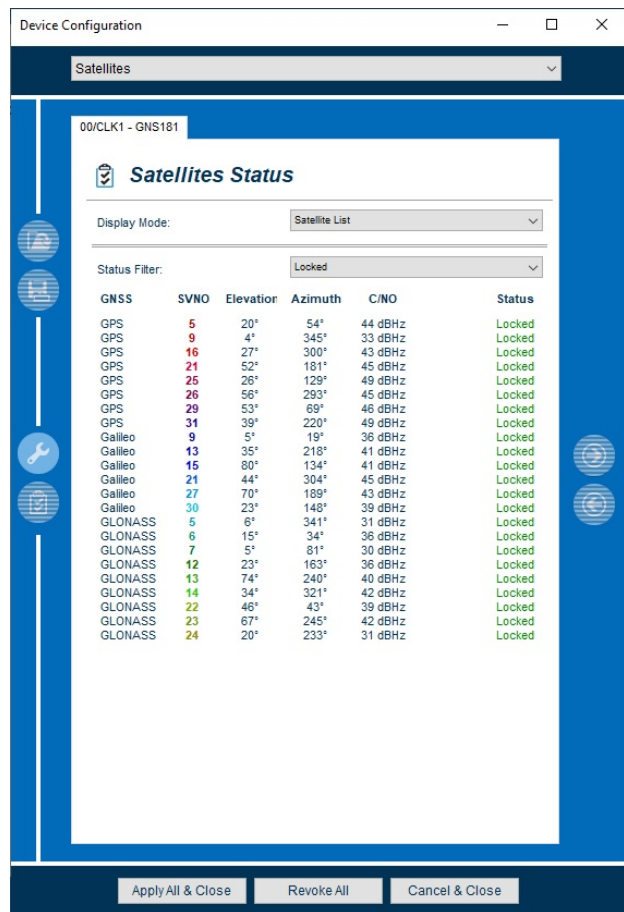 Device Configuration
Satellites
00/CLK1 - GNS181
Satellites Status
Display Mode: Satellite List
Status Filter: Locked
GNSS SVNO Elevation Azimuth C/NO Status
GPS 5 20° 54° 44 dBHz Locked
GPS 9 4° 345° 33 dBHz Locked
GPS 16 27° 300° 43 dBHz Locked
GPS 21 52° 181° 45 dBHz Locked
GPS 25 26° 129° 49 dBHz Locked
GPS 26 56° 293° 45 dBHz Locked
GPS 29 53° 69° 46 dBHz Locked
GPS 31 39° 220° 49 dBHz Locked
Galileo 9 5° 19° 36 dBHz Locked
Galileo 13 35° 218° 41 dBHz Locked
Galileo 15 80° 134° 41 dBHz Locked
Galileo 21 44° 304° 45 dBHz Locked
Galileo 27 70° 189° 43 dBHz Locked
Galileo 30 23° 148° 39 dBHz Locked
GLONASS 5 6° 341° 31 dBHz Locked
GLONASS 6 15° 34° 36 dBHz Locked
GLONASS 7 5° 81° 30 dBHz Locked
GLONASS 12 23° 163° 36 dBHz Locked
GLONASS 13 74° 240° 40 dBHz Locked
GLONASS 14 34° 321° 42 dBHz Locked
GLONASS 22 46° 43° 39 dBHz Locked
GLONASS 23 67° 245° 42 dBHz Locked
GLONASS 24 20° 233° 31 dBHz Locked
Apply All & Close Revoke All Cancel & Close